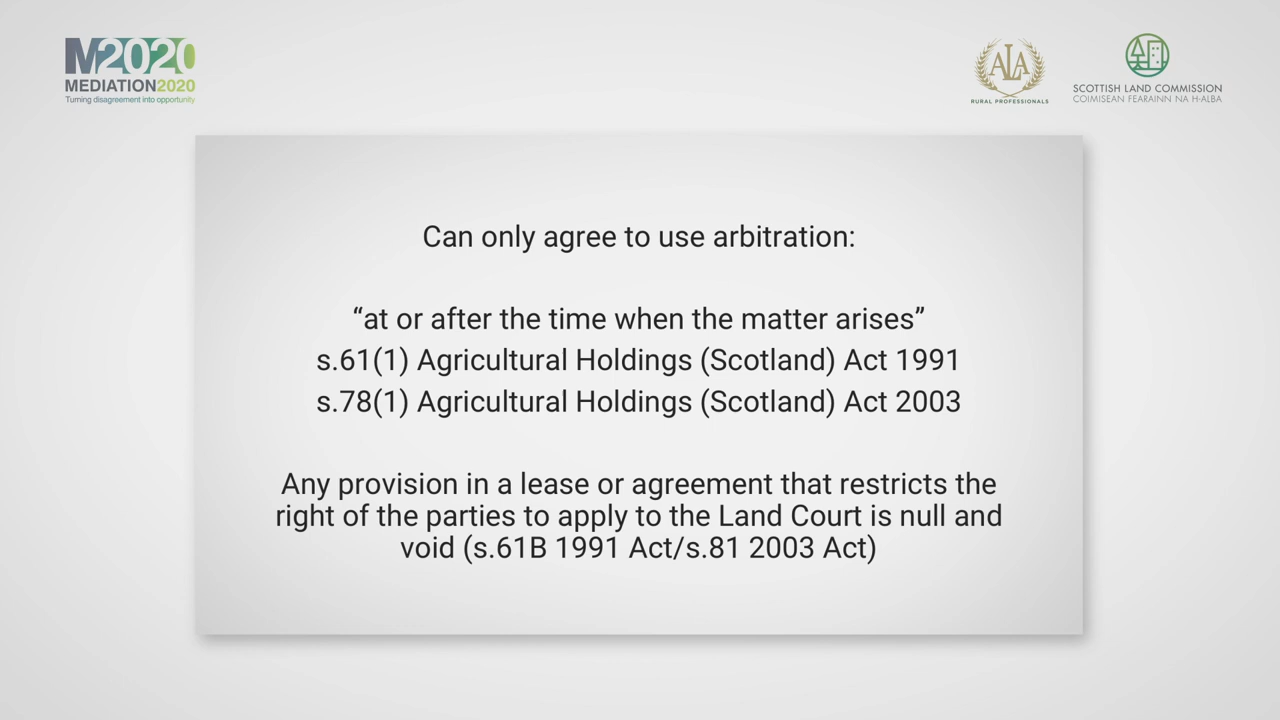 M2020
MEDIATION2020
Turning disagreement into opportunity
ALA
RURAL PROFESSIONALS
SCOTTISH LAND COMMISSION
COIMISEAN FEARAINN NA H-ALBA
Can only agree to use arbitration:
“at or after the time when the matter arises”
s.61(1) Agricultural Holdings (Scotland) Act 1991
s.78(1) Agricultural Holdings (Scotland) Act 2003
Any provision in a lease or agreement that restricts the
right of the parties to apply to the Land Court is null and
void (s.61B 1991 Act/s.81 2003 Act)